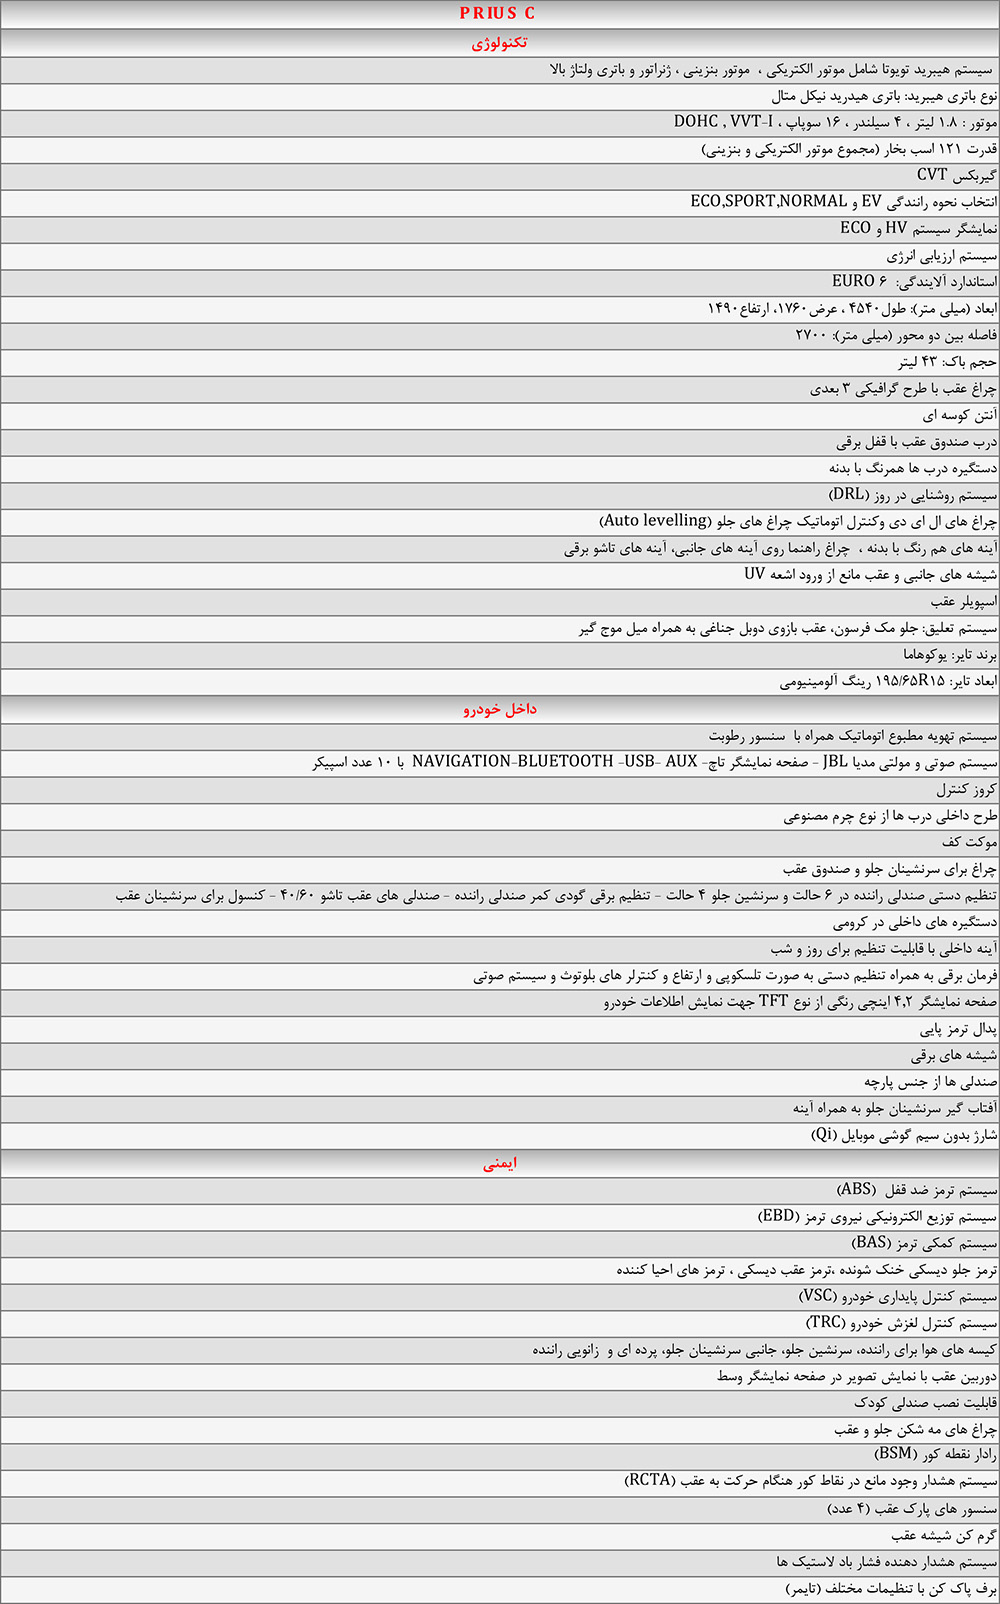 PRIUS C
تکنولوژی
سیستم هیبرید تویوتا شامل موتور الکتریکی ، موتور بنزینی ، ژنراتور و باتری ولتاژ بالا
نوع باتری هیبرید: باتری هیدرید نیکل متال
موتور : ۱.۸ لیتر ، ۴ سیلندر ، ۱۶ سوپاپ ، DOHC , VVT-I
قدرت ۱۲۱ اسب بخار (مجموع موتور الکتریکی و بنزینی)
گیربکس CVT
انتخاب نحوه رانندگی EV و ECO,SPORT,NORMAL
نمایشگر سیستم HV و ECO
سیستم ارزیابی انرژی
استاندارد آلایندگی: EURO ۶
ابعاد (میلی متر): طول۴۵۴۰ ، عرض۱۷۶۰، ارتفاع۱۴۹۰
فاصله بین دو محور (میلی متر): ۲۷۰۰
حجم باک: ۴۳ لیتر
چراغ عقب با طرح گرافیکی ۳ بعدی
آنتن کوسه ای
درب صندوق عقب با قفل برقی
دستگیره درب ها همرنگ با بدنه
سیستم روشنایی در روز (DRL)
چراغ های ال ای دی وکنترل اتوماتیک چراغ های جلو (Auto levelling)
آینه های هم رنگ با بدنه ، چراغ راهنما روی آینه های جانبی، آینه های تاشو برقی
شیشه های جانبی و عقب مانع از ورود اشعه UV
اسپویلر عقب
سیستم تعلیق: جلو مک فرسون، عقب بازوی دوبل جناغی به همراه میل موج گیر
برند تایر: یوکوهاما
ابعاد تایر: ۱۹۵/۶۵R۱۵ رینگ آلومینیومی
داخل خودرو
سیستم تهویه مطبوع اتوماتیک همراه با سنسور رطوبت
سیستم صوتی و مولتی مدیا JBL - صفحه نمایشگر تاچ- NAVIGATION-BLUETOOTH -USB- AUX با ۱۰ عدد اسپیکر
کروز کنترل
طرح داخلی درب ها از نوع چرم مصنوعی
موکت کف
چراغ برای سرنشینان جلو و صندوق عقب
تنظیم دستی صندلی راننده در ۶ حالت و سرنشین جلو ۴ حالت - تنظیم برقی گودی کمر صندلی راننده - صندلی های عقب تاشو ۴۰/۶۰ - کنسول برای سرنشینان عقب
دستگیره های داخلی در کرومی
آینه داخلی با قابلیت تنظیم برای روز و شب
فرمان برقی به همراه تنظیم دستی به صورت تلسکوپی و ارتفاع و کنترلر های بلوتوث و سیستم صوتی
صفحه نمایشگر ۴,۲ اینچی رنگی از نوع TFT جهت نمایش اطلاعات خودرو
پدال ترمز پایی
شیشه های برقی
صندلی ها از جنس پارچه
آفتاب گیر سرنشینان جلو به همراه آینه
شارژ بدون سیم گوشی موبایل (Qi)
ایمنی
سیستم ترمز ضد قفل (ABS)
سیستم توزیع الکترونیکی نیروی ترمز (EBD)
سیستم کمکی ترمز (BAS)
ترمز جلو دیسکی خنک شونده ،ترمز عقب دیسکی ، ترمز های احیا کننده
سیستم کنترل پایداری خودرو (VSC)
سیستم کنترل لغزش خودرو (TRC)
کیسه های هوا برای راننده، سرنشین جلو، جانبی سرنشینان جلو، پرده ای و زانویی راننده
دوربین عقب با نمایش تصویر در صفحه نمایشگر وسط
قابلیت نصب صندلی کودک
چراغ های مه شکن جلو و عقب
رادار نقطه کور (BSM)
سیستم هشدار وجود مانع در نقاط کور هنگام حرکت به عقب (RCTA)
سنسور های پارک عقب (۴ عدد)
گرم کن شیشه عقب
سیستم هشدار دهنده فشار باد لاستیک ها
برف پاک کن با تنظیمات مختلف (تایمر)